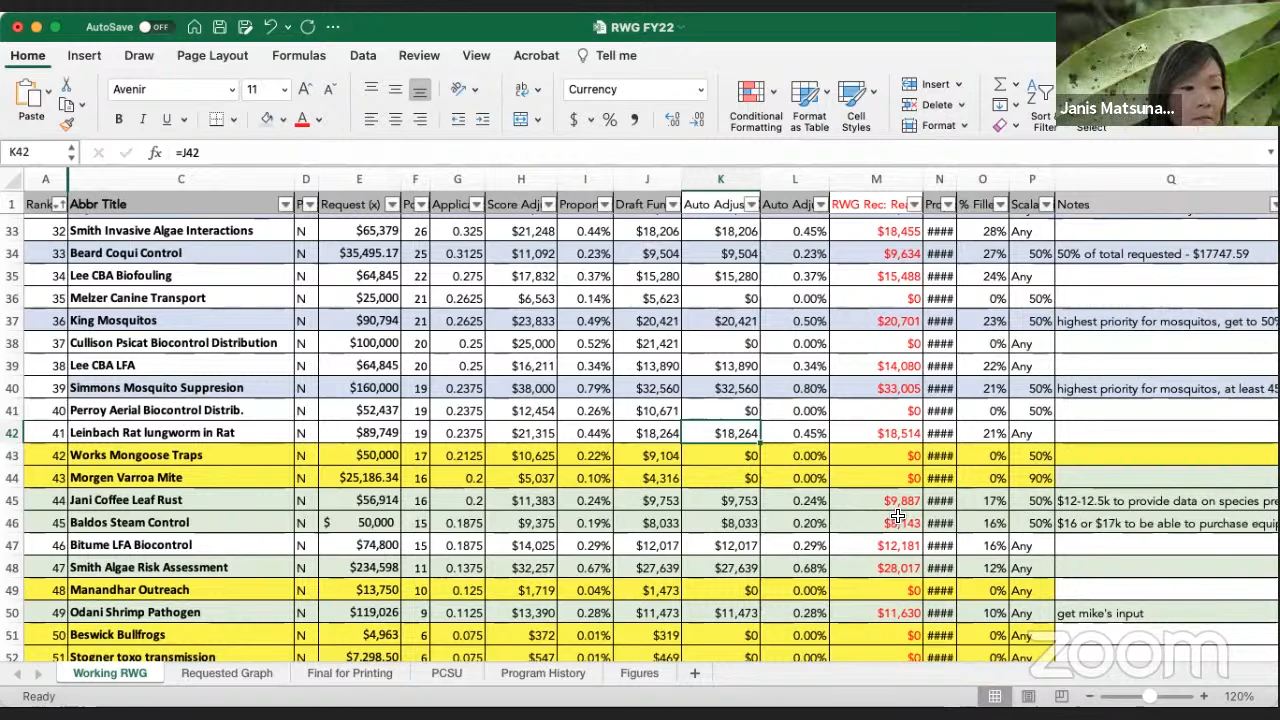 AutoSave OFF RWG FY22
Home Insert Draw Page Layout Formulas Data Review View Acrobat Tell me
Paste Avenir 11 Currency Conditional Formatting Format as Table Cell Styles Insert Delete Format Sort Filter Select
Janis Matsuna...
K42 fx =J42
A C D E F G H I J K L M N O P Q
1 Rank Abbr Title P Request (x) Po Applica Score Adj Propor Draft Fun Auto Adjus Auto Adj RWG Rec: Rea Pro % Fille Scala Notes
33 32 Smith Invasive Algae Interactions N $65,379 26 0.325 $21,248 0.44% $18,206 $18,206 0.45% $18,455 #### 28% Any
34 33 Beard Coqui Control N $35,495.17 25 0.3125 $11,092 0.23% $9,504 $9,504 0.23% $9,634 #### 27% 50% 50% of total requested - $17747.59
35 34 Lee CBA Biofouling N $64,845 22 0.275 $17,832 0.37% $15,280 $15,280 0.37% $15,488 #### 24% Any
36 35 Melzer Canine Transport N $25,000 21 0.2625 $6,563 0.14% $5,623 $0 0.00% $0 #### 0% 50%
37 36 King Mosquitos N $90,794 21 0.2625 $23,833 0.49% $20,421 $20,421 0.50% $20,701 #### 23% 50% highest priority for mosquitos, get to 50%
38 37 Cullison Psicat Biocontrol Distribution N $100,000 20 0.25 $25,000 0.52% $21,421 $0 0.00% $0 #### 0% Any
39 38 Lee CBA LFA N $64,845 20 0.25 $16,211 0.34% $13,890 $13,890 0.34% $14,080 #### 22% Any
40 39 Simmons Mosquito Suppresion N $160,000 19 0.2375 $38,000 0.79% $32,560 $32,560 0.80% $33,005 #### 21% 50% highest priority for mosquitos, at least 45
41 40 Perroy Aerial Biocontrol Distrib. N $52,437 19 0.2375 $12,454 0.26% $10,671 $0 0.00% $0 #### 0% 50%
42 41 Leinbach Rat lungworm in Rat N $89,749 19 0.2375 $21,315 0.44% $18,264 $18,264 0.45% $18,514 #### 21% Any
43 42 Works Mongoose Traps N $50,000 17 0.2125 $10,625 0.22% $9,104 $0 0.00% $0 #### 0% 50%
44 43 Morgen Varroa Mite N $25,186.34 16 0.2 $5,037 0.10% $4,316 $0 0.00% $0 #### 0% 90%
45 44 Jani Coffee Leaf Rust N $56,914 16 0.2 $11,383 0.24% $9,753 $9,753 0.24% $9,887 #### 17% 50% $12-12.5k to provide data on species pre
46 45 Baldos Steam Control N $ 50,000 15 0.1875 $9,375 0.19% $8,033 $8,033 0.20% $8,143 #### 16% 50% $16 or $17k to be able to purchase equip
47 46 Bitume LFA Biocontrol N $74,800 15 0.1875 $14,025 0.29% $12,017 $12,017 0.29% $12,181 #### 16% Any
48 47 Smith Algae Risk Assessment N $234,598 11 0.1375 $32,257 0.67% $27,639 $27,639 0.68% $28,017 #### 12% Any
49 48 Manandhar Outreach N $13,750 10 0.125 $1,719 0.04% $1,473 $0 0.00% $0 #### 0% Any
50 49 Odani Shrimp Pathogen N $119,026 9 0.1125 $13,390 0.28% $11,473 $11,473 0.28% $11,630 #### 10% Any get mike's input
51 50 Beswick Bullfrogs N $4,963 6 0.075 $372 0.01% $319 $0 0.00% $0 #### 0% Any
52 51 Stogner toxo transmission N $7,298.50 6 0.075 $547 0.01% $469 $0 0.00% $0 #### 0% Any
zoom
Working RWG Requested Graph Final for Printing PCSU Program History Figures
Ready 120%